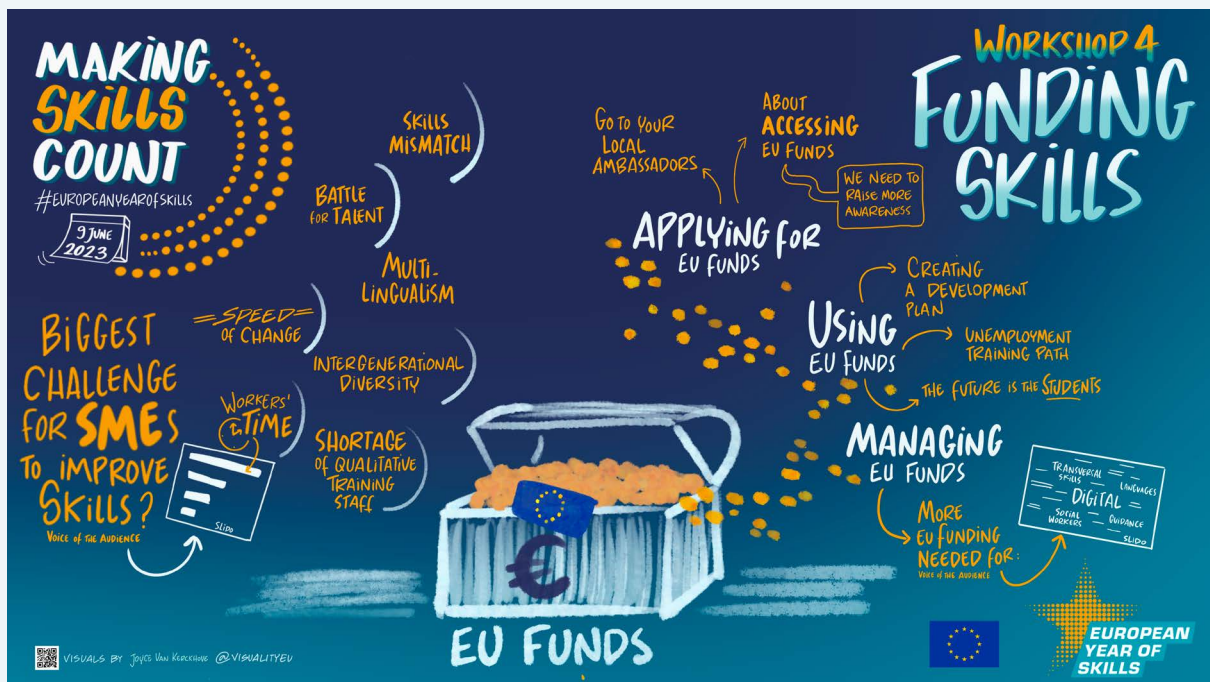 MAKING
SKILLS
COUNT
#EUROPEANYEAROFSKILLS
9 JUNE
2023
WORKSHOP 4
FUNDING
SKILLS
BIGGEST
CHALLENGE
FOR SMEs
TO IMPROVE
SKILLS?
VOICE OF THE AUDIENCE
SLIDO
WORKERS'
TIME
SPEED
OF CHANGE
BATTLE
FOR TALENT
SKILLS
MISMATCH
MULTI-
LINGUALISM
INTERGENERATIONAL
DIVERSITY
SHORTAGE
OF QUALITATIVE
TRAINING
STAFF
€
EU FUNDS
APPLYING FOR
EU FUNDS
GO TO YOUR
LOCAL
AMBASSADORS
ABOUT
ACCESSING
EU FUNDS
WE NEED TO
RAISE MORE
AWARENESS
USING
EU FUNDS
CREATING
A DEVELOPMENT
PLAN
UNEMPLOYMENT
TRAINING PATH
THE FUTURE IS THE STUDENTS
MANAGING
EU FUNDS
MORE
EU FUNDING
NEEDED FOR:
VOICE OF THE AUDIENCE
TRANSVERSAL
SKILLS
LANGUAGES
DIGITAL
SOCIAL
WORKERS
GUIDANCE
SLIDO
VISUALS BY JOYCE VAN KERCKHOVE @VISUALITYEU
EUROPEAN
YEAR OF
SKILLS